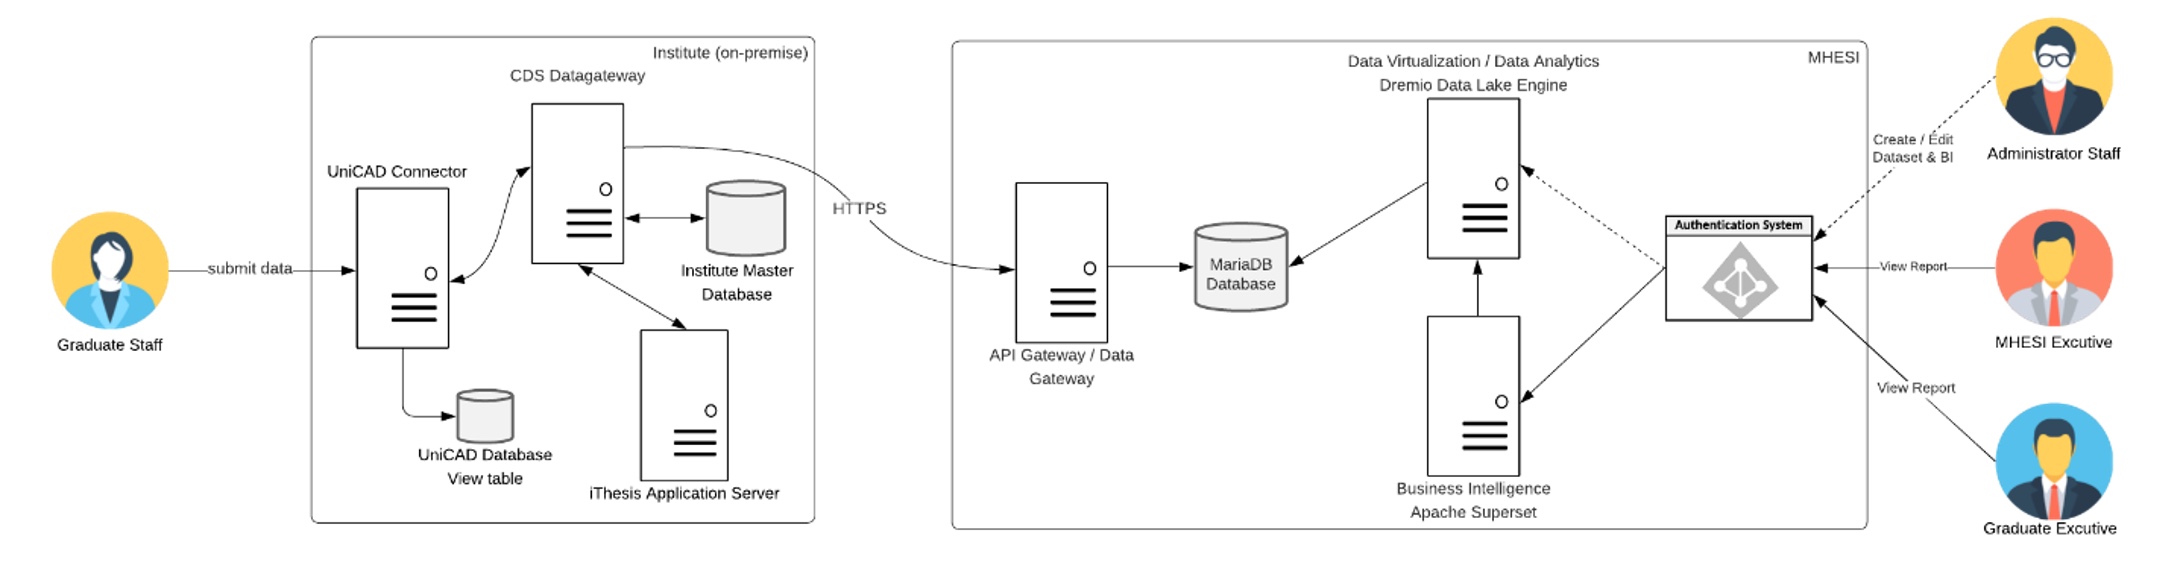 Institute (on-premise)
CDS Datagateway
UniCAD Connector
submit data
Graduate Staff
Institute Master
Database
UniCAD Database
View table
iThesis Application Server
HTTPS
MHESI
Data Virtualization / Data Analytics
Dremio Data Lake Engine
API Gateway / Data
Gateway
MariaDB
Database
Business Intelligence
Apache Superset
Authentication System
Create / Edit
Dataset & BI
Administrator Staff
View Report
MHESI Excutive
View Report
Graduate Excutive